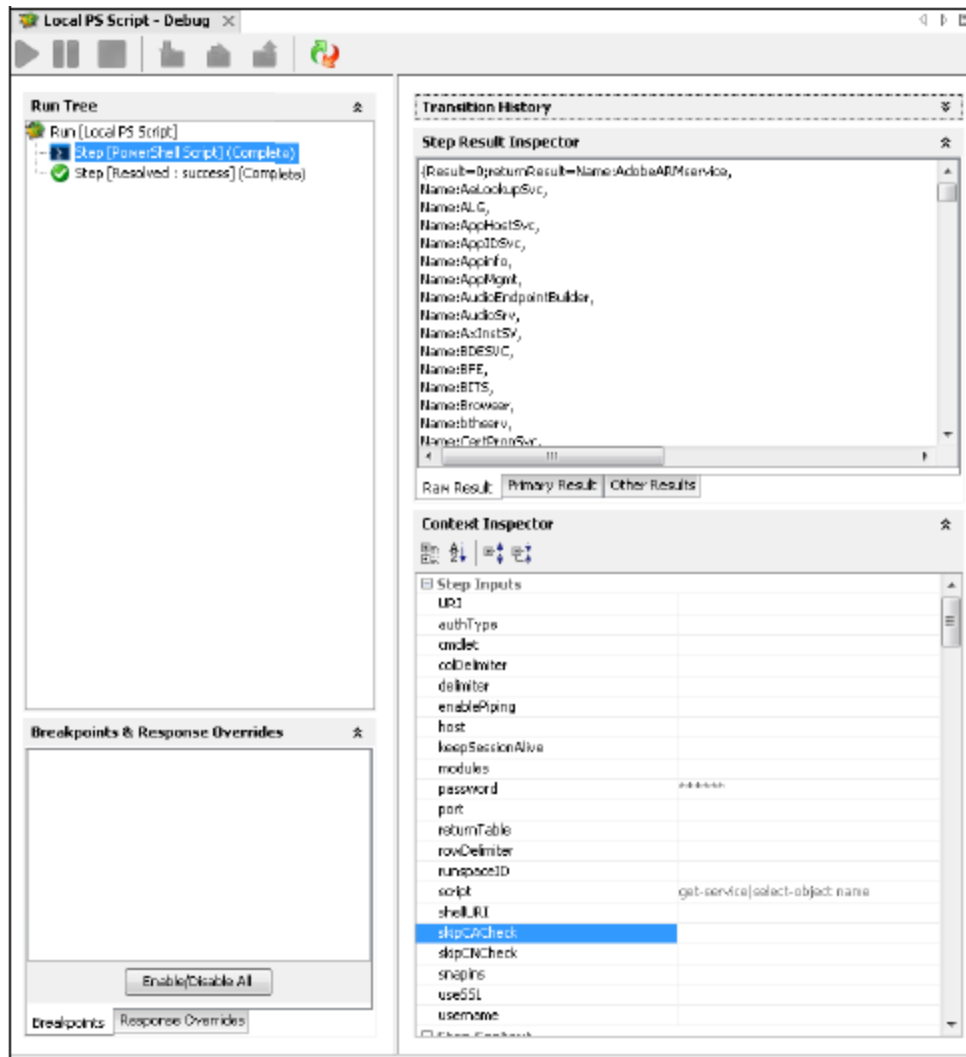 Local PS Script - Debug
Run Tree
Run [Local PS Script]
Step [PowerShell Script] (Complete)
Step [Resolved : success] (Complete)
Breakpoints & Response Overrides
Enable/Disable All
Breakpoints Response Overrides
Transition History
Step Result Inspector
{Result=0;returnResult=Name:AdobeARMservice,
Name:AeLookupSvc,
Name:ALG,
Name:AppHostSvc,
Name:AppIDSvc,
Name:Appinfo,
Name:AppMgmt,
Name:AudioEndpointBuilder,
Name:AudioSrv,
Name:AxInstSV,
Name:BDESVC,
Name:BFE,
Name:BITS,
Name:Browser,
Name:bthserv,
Name:CertPropSvc,
Raw Result Primary Result Other Results
Context Inspector
Step Inputs
URI
authType
cmdlet
colDelimiter
delimiter
enablePiping
host
keepSessionAlive
modules
password ******
port
returnTable
rowDelimiter
runspaceID
script get-service|select-object name
shellURI
skipCACheck
skipCNCheck
snapins
useSSL
username
Step Context